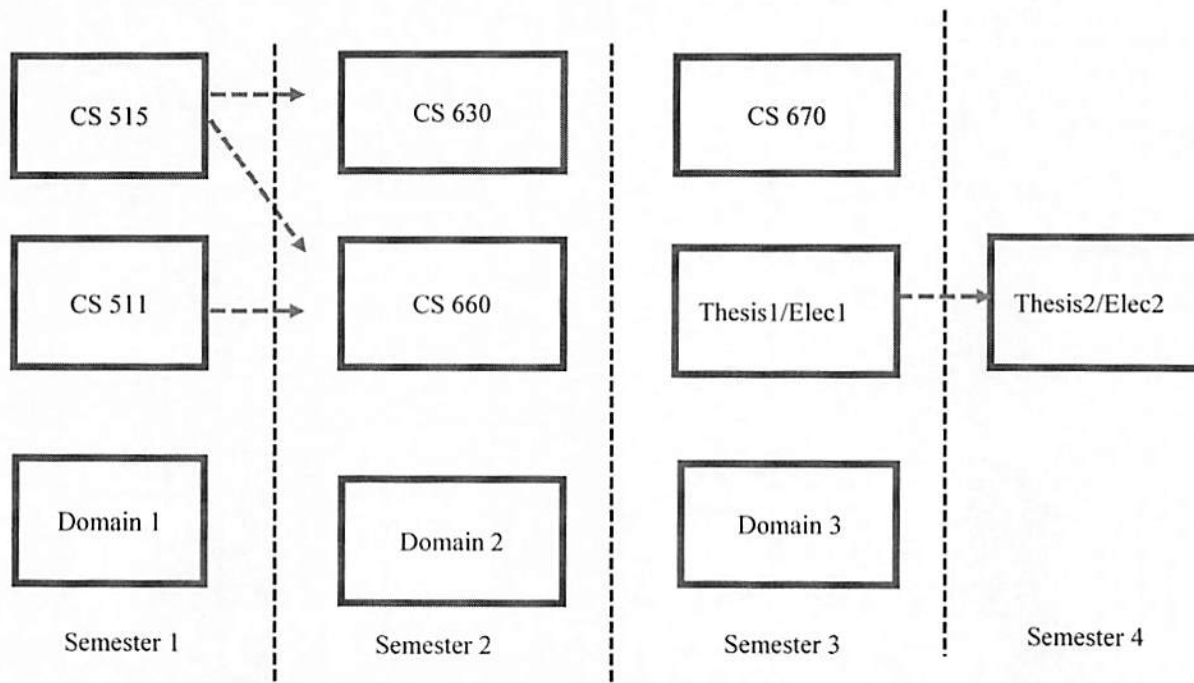 CS 515
CS 630
CS 670
CS 511
CS 660
Thesis1/Elec1
Thesis2/Elec2
Domain 1
Domain 2
Domain 3
Semester 1
Semester 2
Semester 3
Semester 4